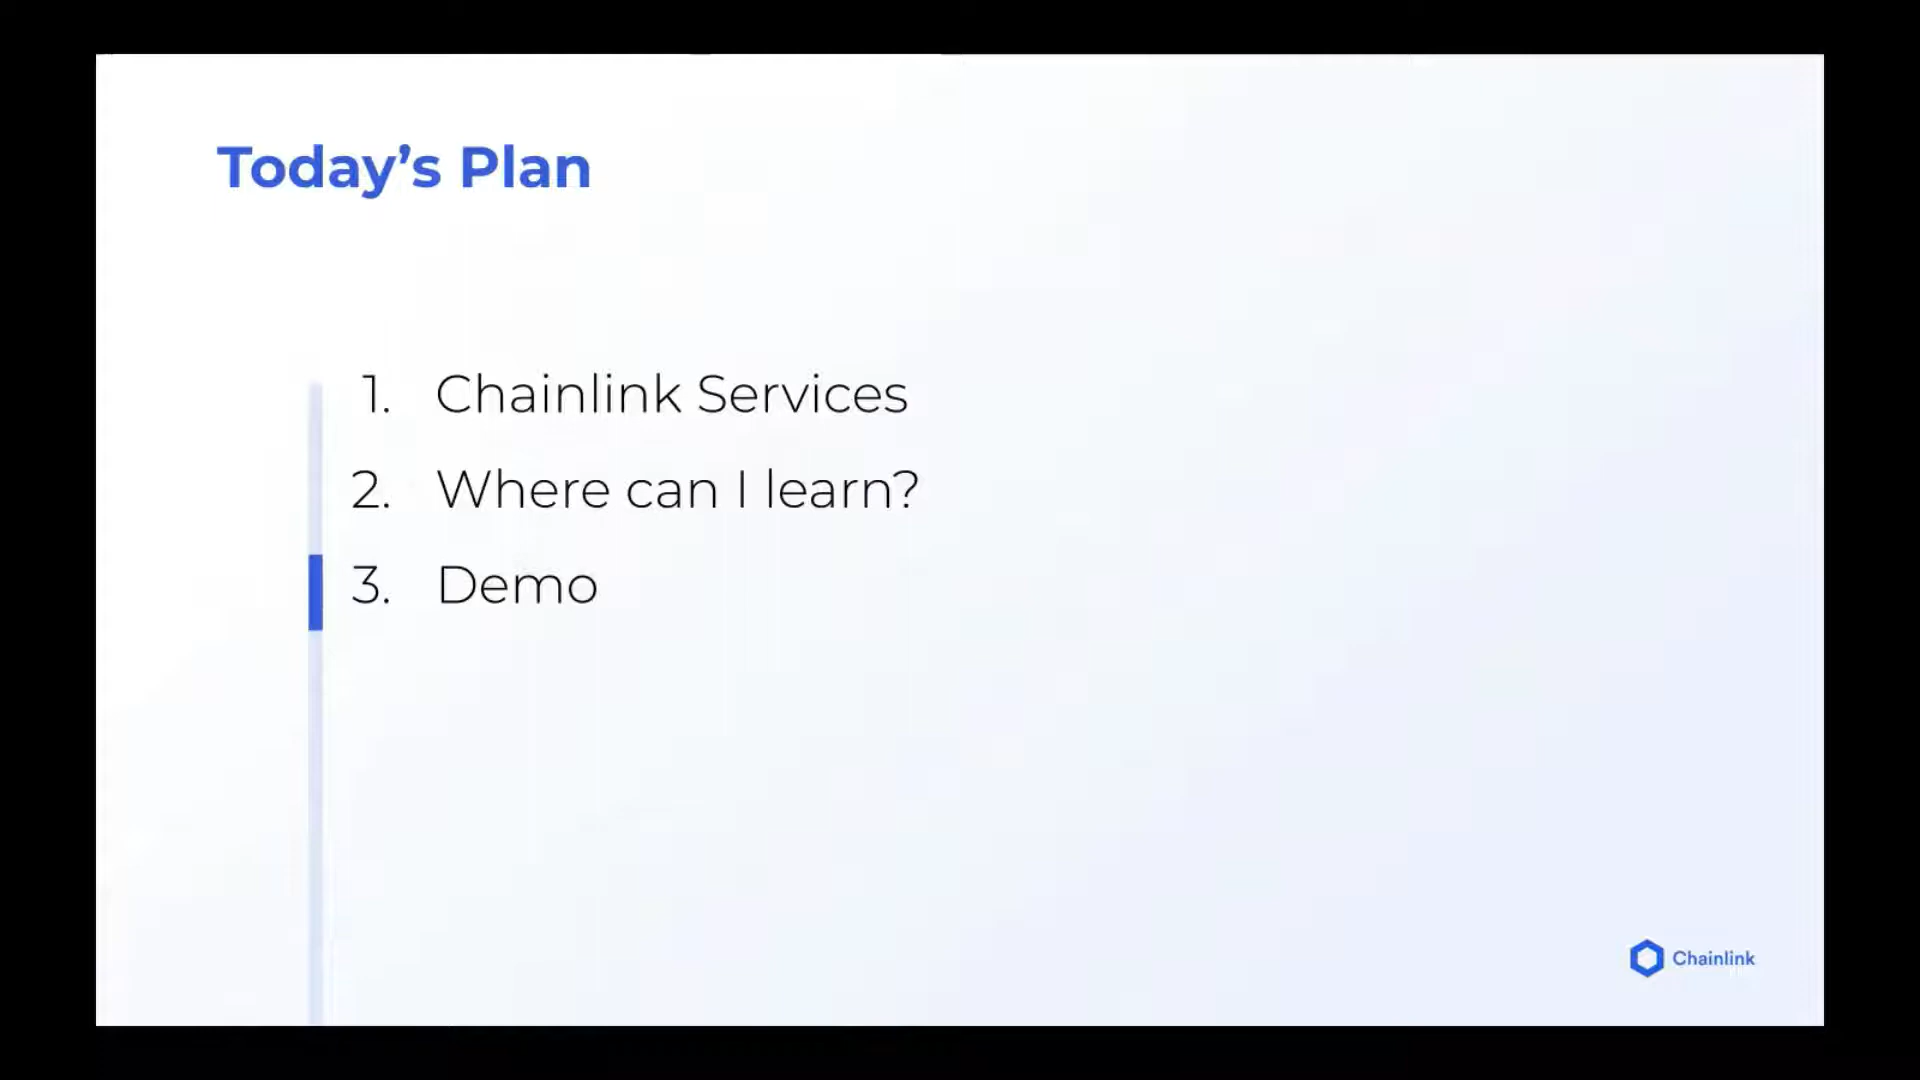 Today’s Plan
1. Chainlink Services
2. Where can I learn?
3. Demo
Chainlink